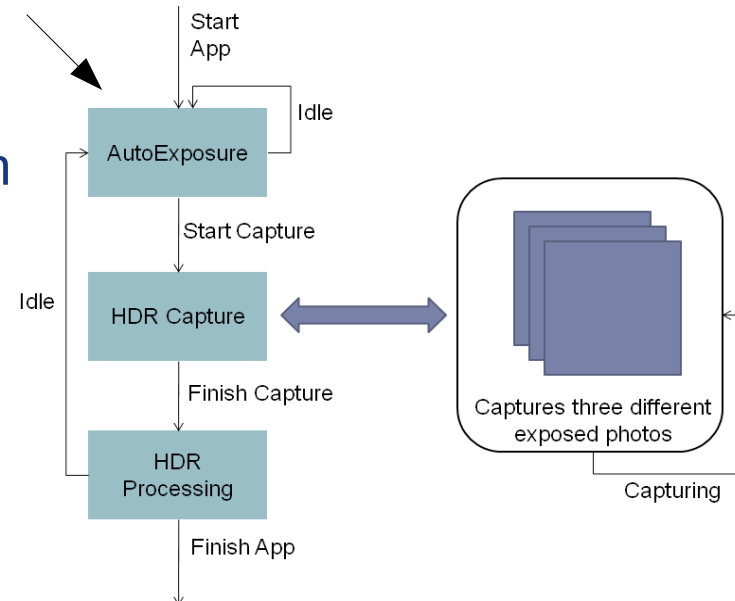 Start
App
Idle
AutoExposure
n
Start Capture
Idle
HDR Capture
Finish Capture
Captures three different
exposed photos
HDR
Processing
Capturing
Finish App